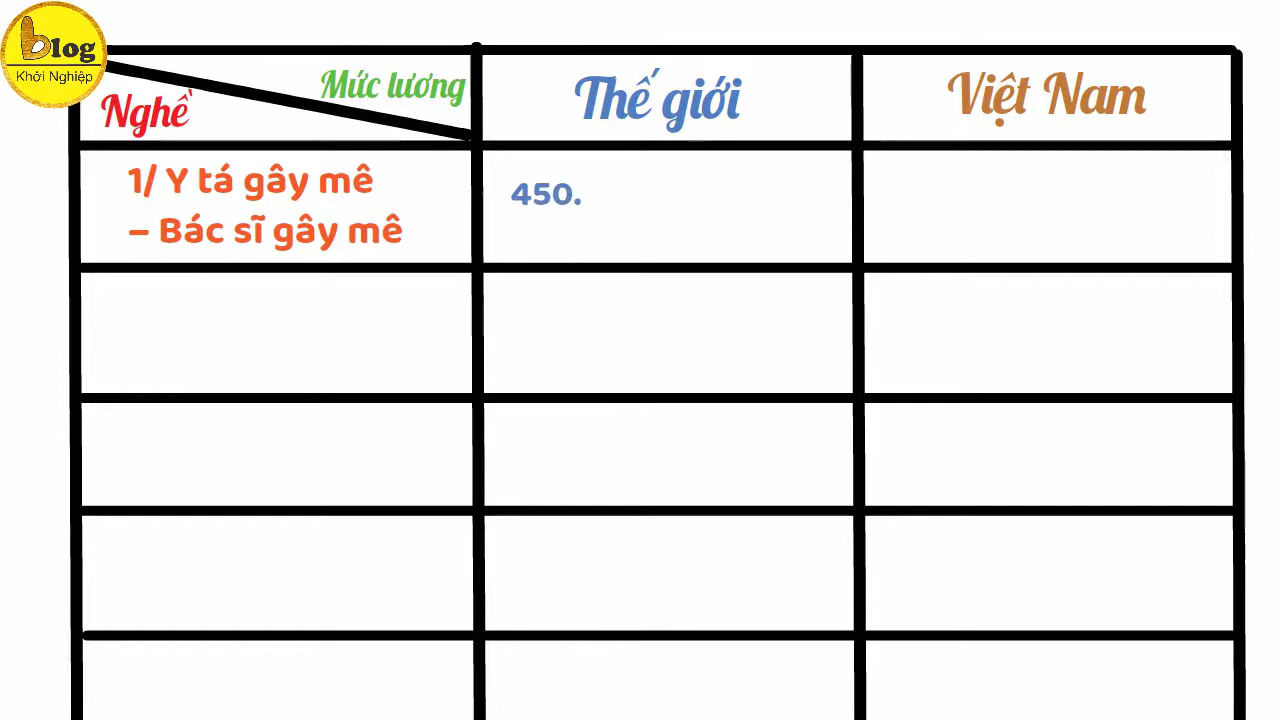 blog
Khởi Nghiệp
Mức lương
Nghề
Thế giới
Việt Nam
1/ Y tá gây mê
– Bác sĩ gây mê
450.